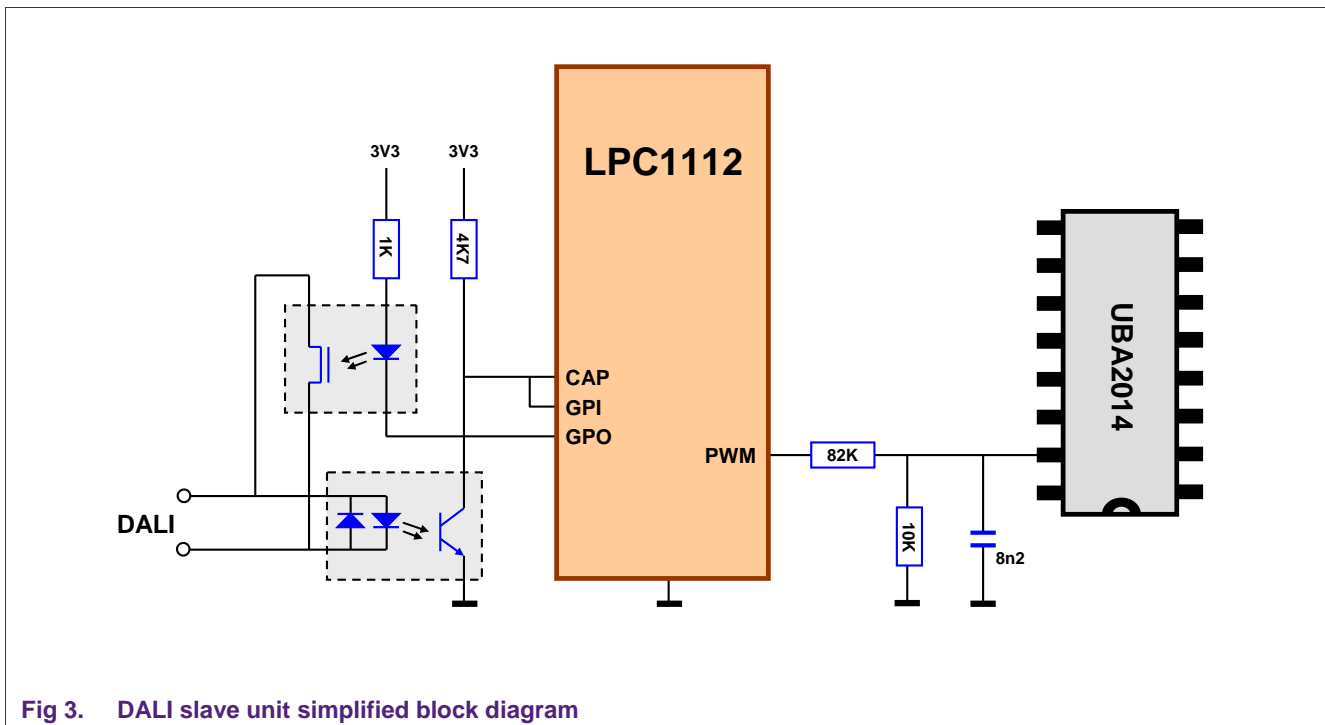 3V3
3V3
LPC1112
1K
4K7
UBA2014
CAP
GPI
GPO
PWM
82K
DALI
10K
8n2
Fig 3. DALI slave unit simplified block diagram